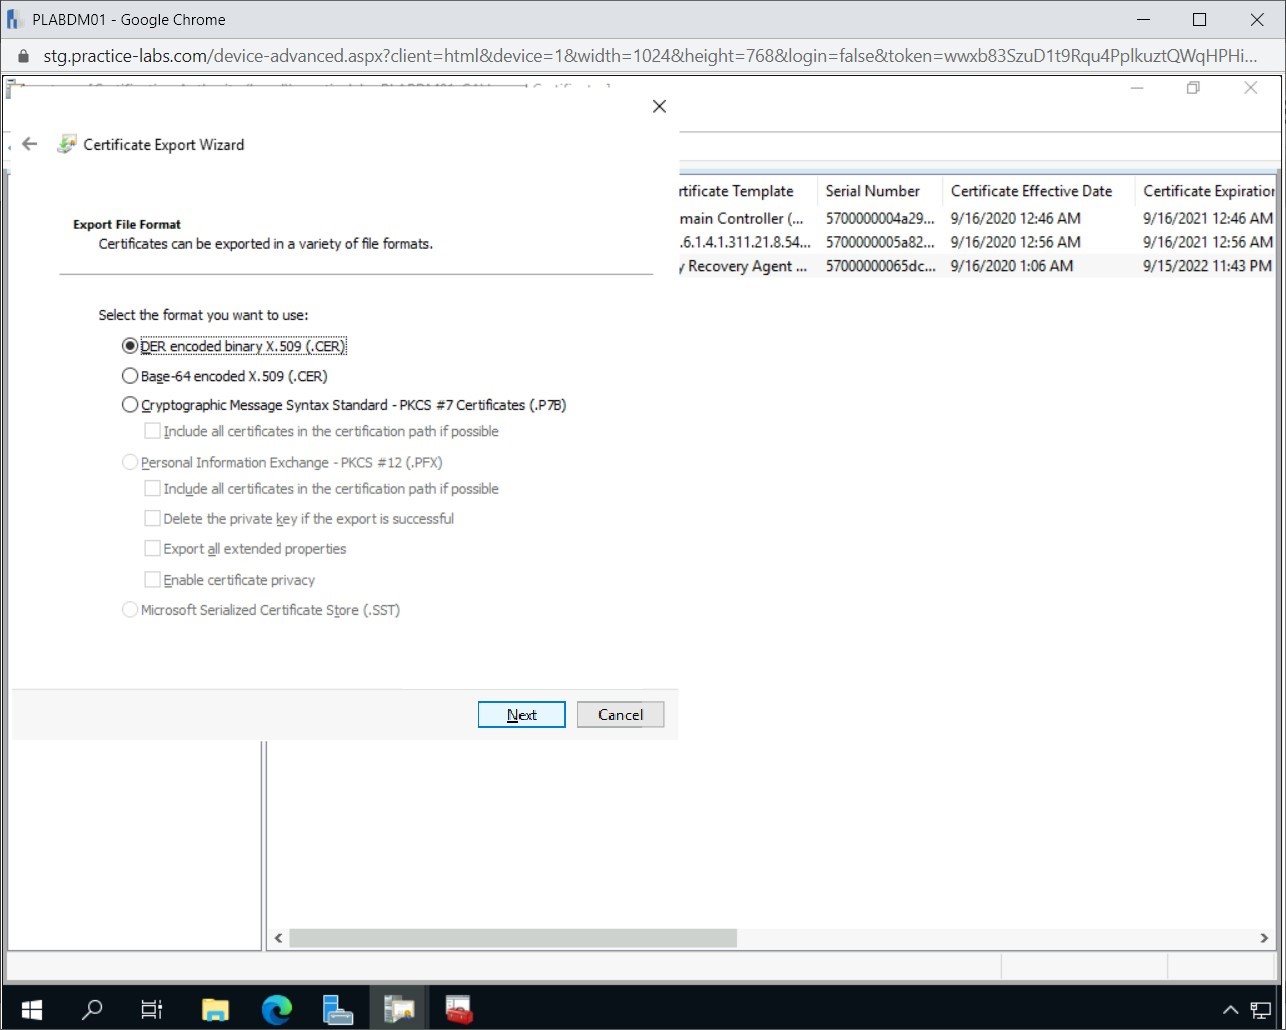 PLABDM01 - Google Chrome
stg.practice-labs.com/device-advanced.aspx?client=html&device=1&width=1024&height=768&login=false&token=wwxb83SzuD1t9Rqu4PplkuztQWqHPHi...
Certificate Export Wizard
Export File Format
Certificates can be exported in a variety of file formats.
Select the format you want to use:
DER encoded binary X.509 (.CER)
Base-64 encoded X.509 (.CER)
Cryptographic Message Syntax Standard - PKCS #7 Certificates (.P7B)
Include all certificates in the certification path if possible
Personal Information Exchange - PKCS #12 (.PFX)
Include all certificates in the certification path if possible
Delete the private key if the export is successful
Export all extended properties
Enable certificate privacy
Microsoft Serialized Certificate Store (.SST)
Next Cancel
rtificate Template Serial Number Certificate Effective Date Certificate Expiration
main Controller (... 5700000004a29... 9/16/2020 12:46 AM 9/16/2021 12:46 AM
.6.1.4.1.311.21.8.54... 5700000005a82... 9/16/2020 12:56 AM 9/16/2021 12:56 AM
y Recovery Agent ... 57000000065dc... 9/16/2020 1:06 AM 9/15/2022 11:43 PM